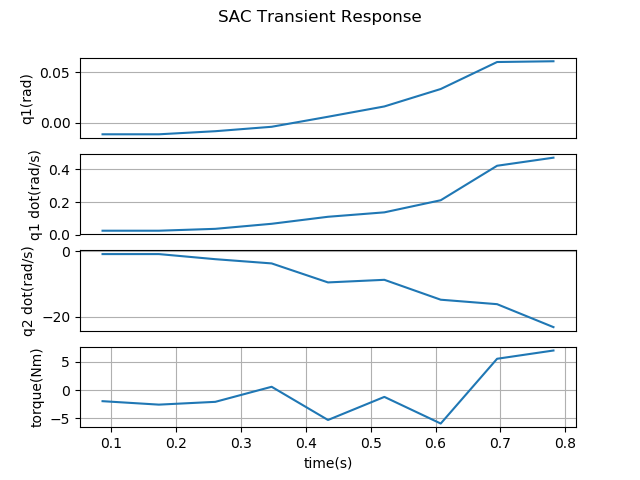 SAC Transient Response
q1(rad)
0.05
0.00
q1 dot(rad/s)
0.4
0.2
0.0
q2 dot(rad/s)
0
−20
torque(Nm)
5
0
−5
0.1 0.2 0.3 0.4 0.5 0.6 0.7 0.8
time(s)